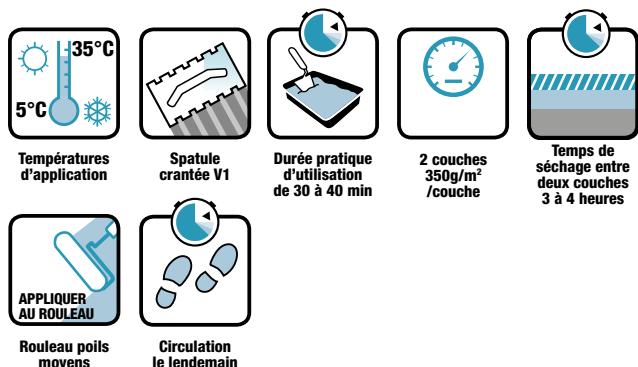 35°C
5°C
Températures
d'application
Spatule
crantée V1
Durée pratique
d'utilisation
de 30 à 40 min
2 couches
350g/m²
/couche
Temps de
séchage entre
deux couches
3 à 4 heures
APPLIQUER
AU ROULEAU
Rouleau poils
moyens
Circulation
le lendemain